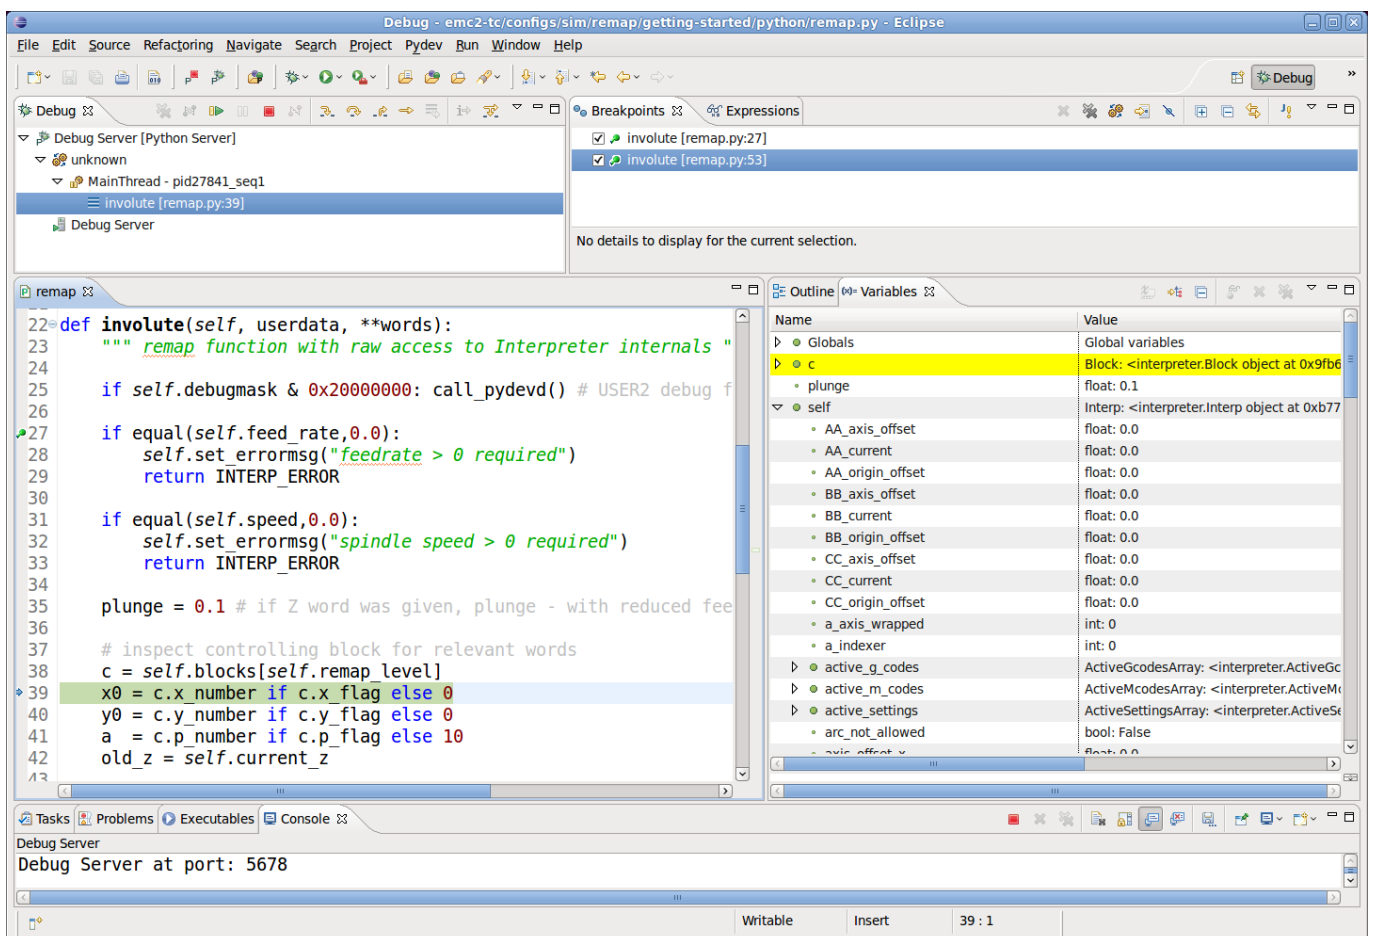 Debug - emc2-tc/configs/sim/remap/getting-started/python/remap.py - Eclipse
File Edit Source Refactoring Navigate Search Project Pydev Run Window Help
Debug »
Debug
Debug Server [Python Server]
unknown
MainThread - pid27841_seq1
involute [remap.py:39]
Debug Server
Breakpoints Expressions
involute [remap.py:27]
involute [remap.py:53]
No details to display for the current selection.
remap
22 def involute(self, userdata, **words):
23 """ remap function with raw access to Interpreter internals "
24
25 if self.debugmask & 0x20000000: call_pydevd() # USER2 debug f
26
27 if equal(self.feed_rate,0.0):
28 self.set_errormsg("feedrate > 0 required")
29 return INTERP_ERROR
30
31 if equal(self.speed,0.0):
32 self.set_errormsg("spindle speed > 0 required")
33 return INTERP_ERROR
34
35 plunge = 0.1 # if Z word was given, plunge - with reduced fee
36
37 # inspect controlling block for relevant words
38 c = self.blocks[self.remap_level]
39 x0 = c.x_number if c.x_flag else 0
40 y0 = c.y_number if c.y_flag else 0
41 a = c.p_number if c.p_flag else 10
42 old_z = self.current_z
43
Outline Variables
Name Value
Globals Global variables
c Block: <interpreter.Block object at 0x9fb6
plunge float: 0.1
self Interp: <interpreter.Interp object at 0xb77
AA_axis_offset float: 0.0
AA_current float: 0.0
AA_origin_offset float: 0.0
BB_axis_offset float: 0.0
BB_current float: 0.0
BB_origin_offset float: 0.0
CC_axis_offset float: 0.0
CC_current float: 0.0
CC_origin_offset float: 0.0
a_axis_wrapped int: 0
a_indexer int: 0
active_g_codes ActiveGcodesArray: <interpreter.ActiveGc
active_m_codes ActiveMcodesArray: <interpreter.ActiveMc
active_settings ActiveSettingsArray: <interpreter.ActiveSe
arc_not_allowed bool: False
axis_offset_x float: 0.0
Tasks Problems Executables Console
Debug Server
Debug Server at port: 5678
Writable Insert 39 : 1